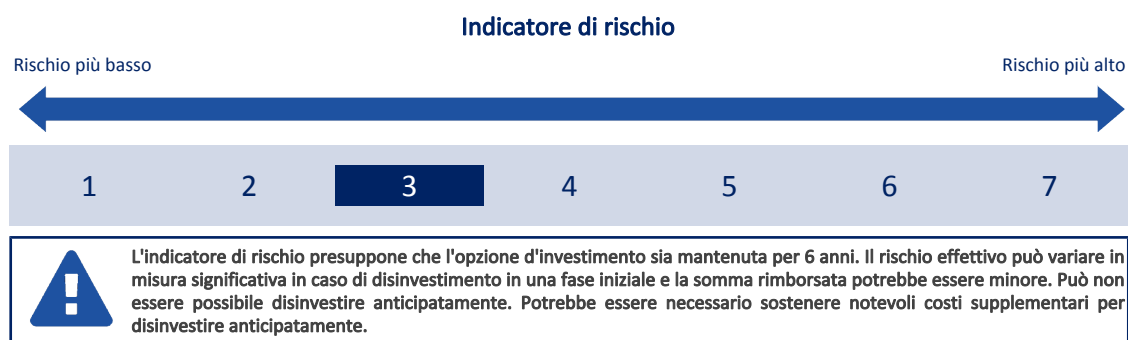 Indicatore di rischio
Rischio più basso
Rischio più alto
1 2 3 4 5 6 7
L'indicatore di rischio presuppone che l'opzione d'investimento sia mantenuta per 6 anni. Il rischio effettivo può variare in
misura significativa in caso di disinvestimento in una fase iniziale e la somma rimborsata potrebbe essere minore. Può non
essere possibile disinvestire anticipatamente. Potrebbe essere necessario sostenere notevoli costi supplementari per
disinvestire anticipatamente.